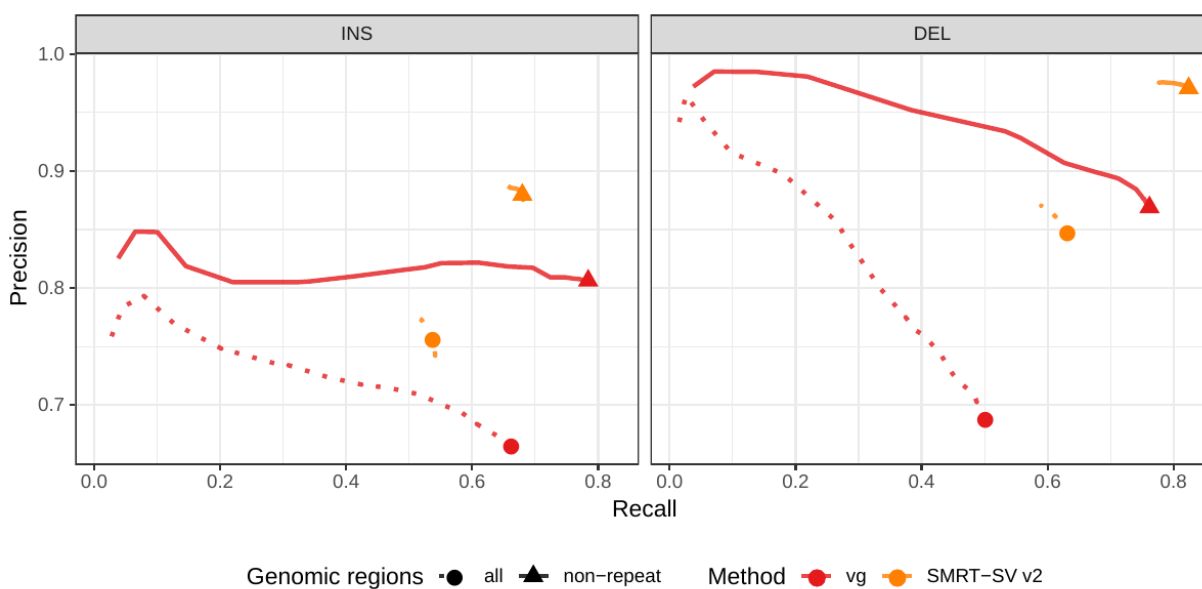 INS
DEL
1.0
0.9
0.8
0.7
Precision
0.0 0.2 0.4 0.6 0.8
0.0 0.2 0.4 0.6 0.8
Recall
Genomic regions all non−repeat Method vg SMRT−SV v2